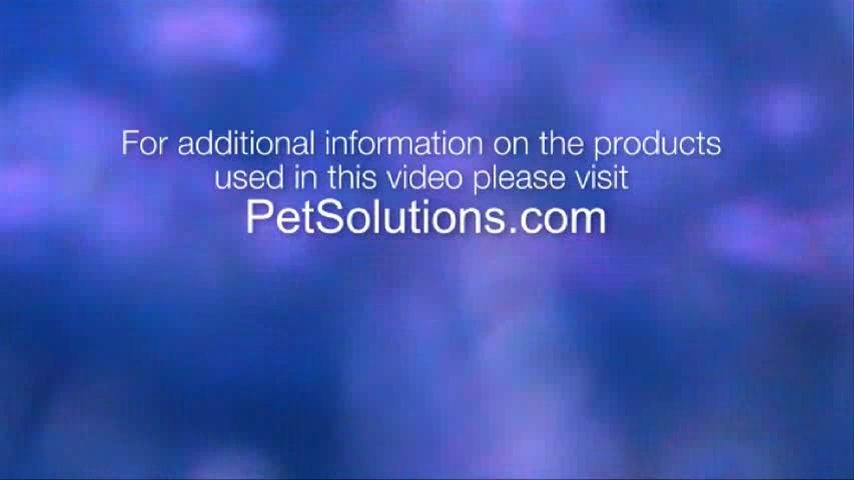 For additional information on the products
used in this video please visit
PetSolutions.com